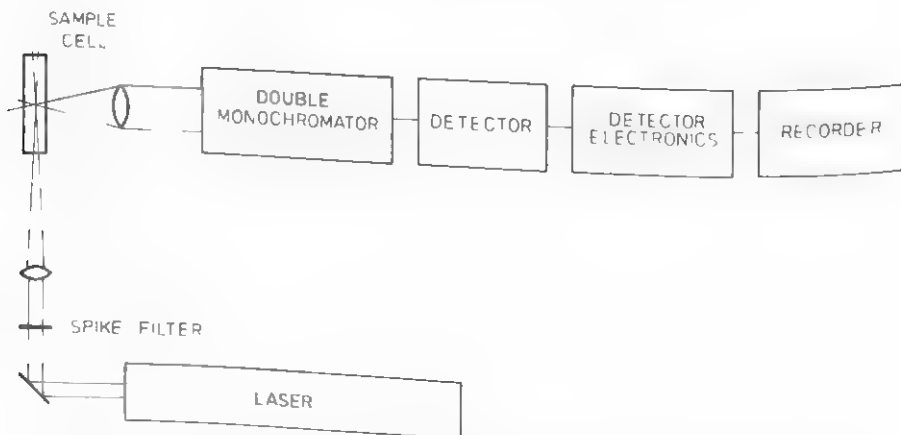 SAMPLE
CELL
DOUBLE
MONOCHROMATOR
DETECTOR
DETECTOR
ELECTRONICS
RECORDER
SPIKE FILTER
LASER